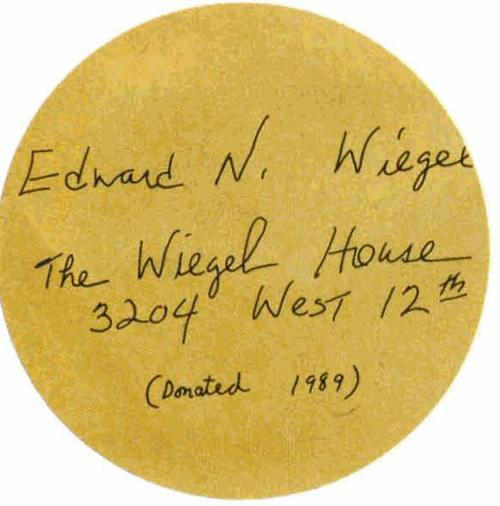 Edward N. Wiegel
The Wiegel House
3204 West 12th
(Donated 1989)